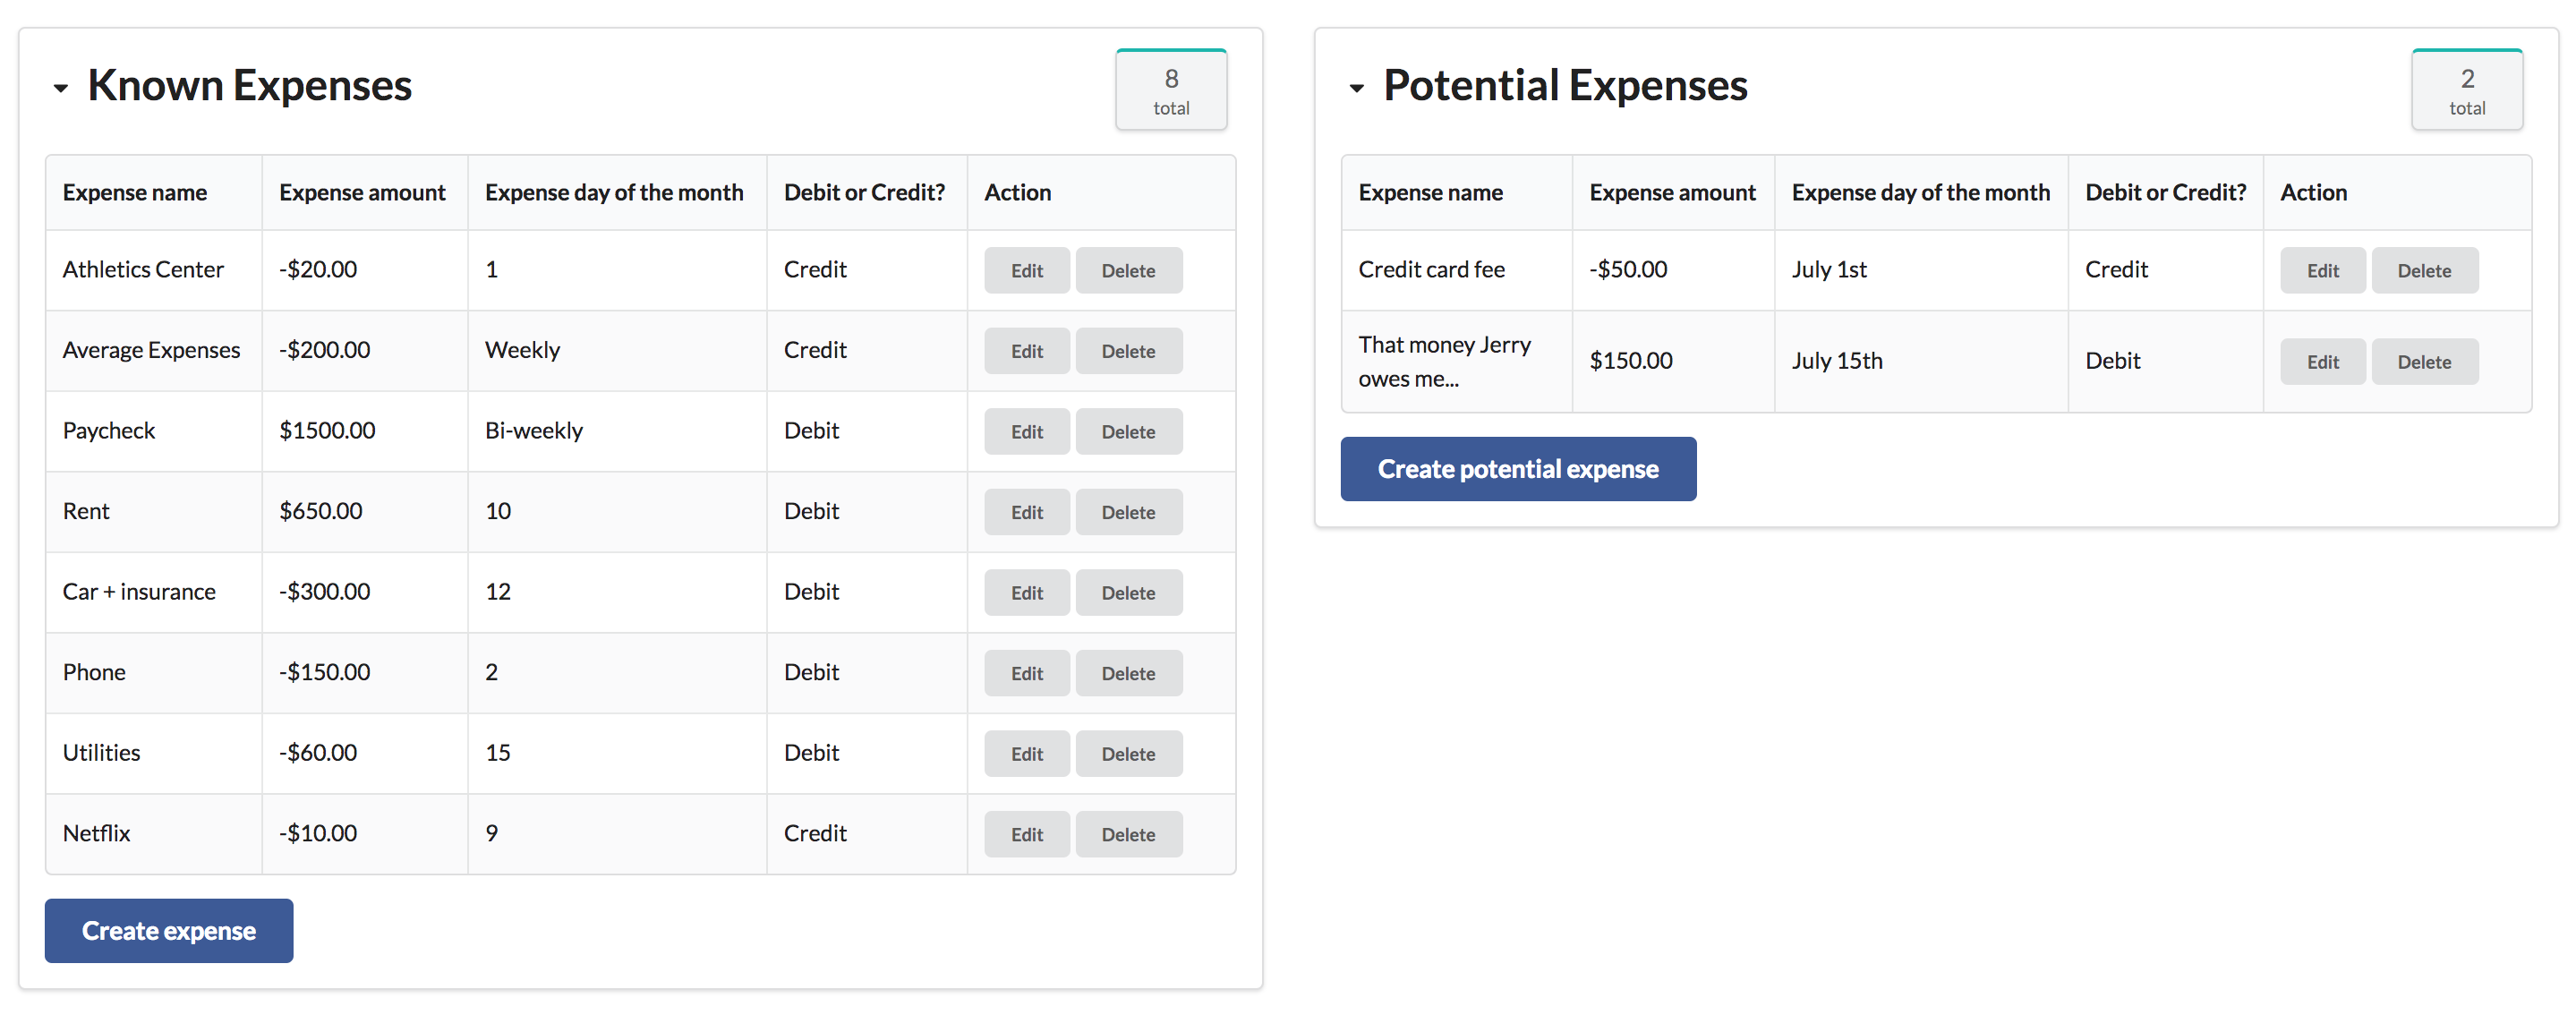 Known Expenses
8
total
Expense name Expense amount Expense day of the month Debit or Credit? Action
Athletics Center -$20.00 1 Credit Edit Delete
Average Expenses -$200.00 Weekly Credit Edit Delete
Paycheck $1500.00 Bi-weekly Debit Edit Delete
Rent $650.00 10 Debit Edit Delete
Car + insurance -$300.00 12 Debit Edit Delete
Phone -$150.00 2 Debit Edit Delete
Utilities -$60.00 15 Debit Edit Delete
Netflix -$10.00 9 Credit Edit Delete
Create expense
Potential Expenses
2
total
Expense name Expense amount Expense day of the month Debit or Credit? Action
Credit card fee -$50.00 July 1st Credit Edit Delete
That money Jerry
owes me... $150.00 July 15th Debit Edit Delete
Create potential expense